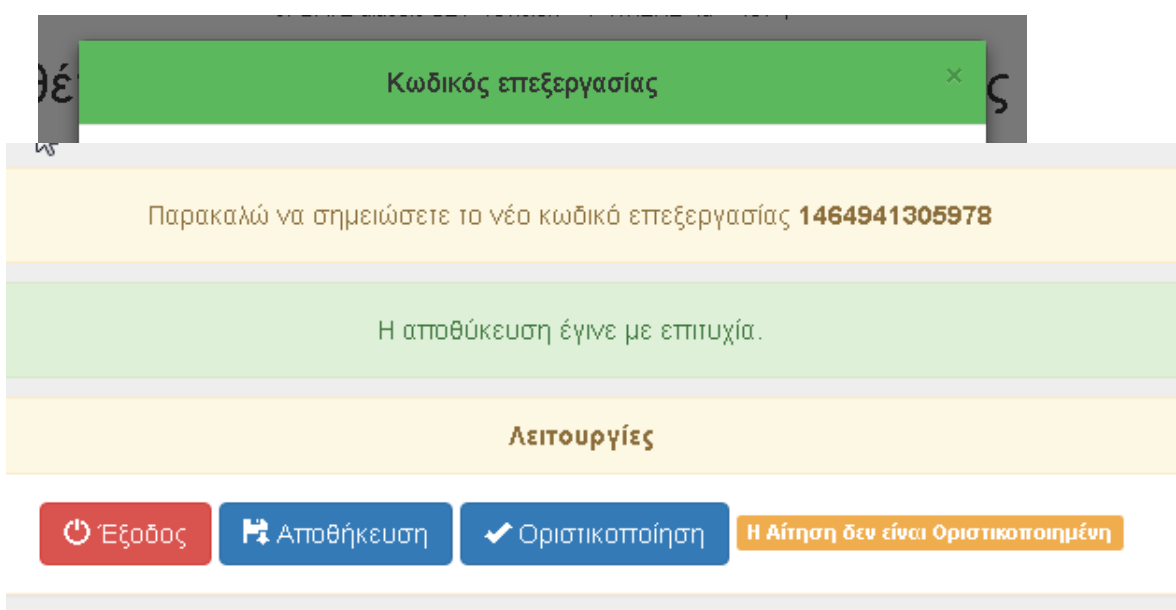 Κωδικός επεξεργασίας ×
Παρακαλώ να σημειώσετε το νέο κωδικό επεξεργασίας 1464941305978
Η αποθύκευση έγινε με επιτυχία.
Λειτουργίες
Έξοδος Αποθήκευση Οριστικοποίηση Η Αίτηση δεν είναι Οριστικοποιημένη